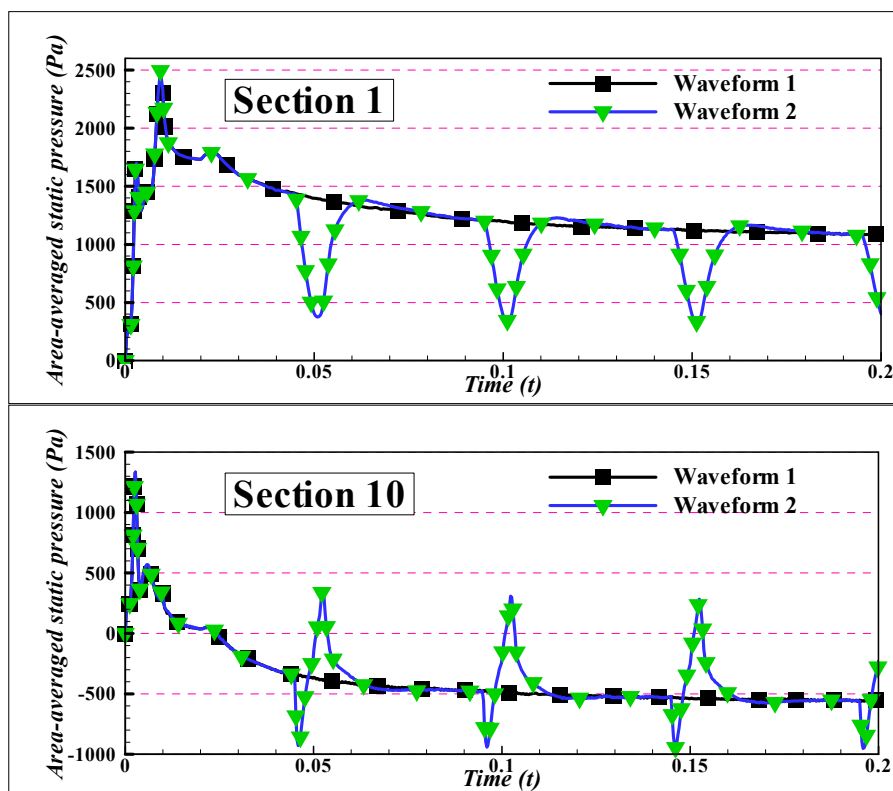 Area-averaged static pressure (Pa)
2500
2000
1500
1000
500
0
Section 1
Waveform 1
Waveform 2
0 0.05 0.1 0.15 0.2
Time (t)
Area-averaged static pressure (Pa)
1500
1000
500
0
-500
-1000
Section 10
Waveform 1
Waveform 2
0 0.05 0.1 0.15 0.2
Time (t)